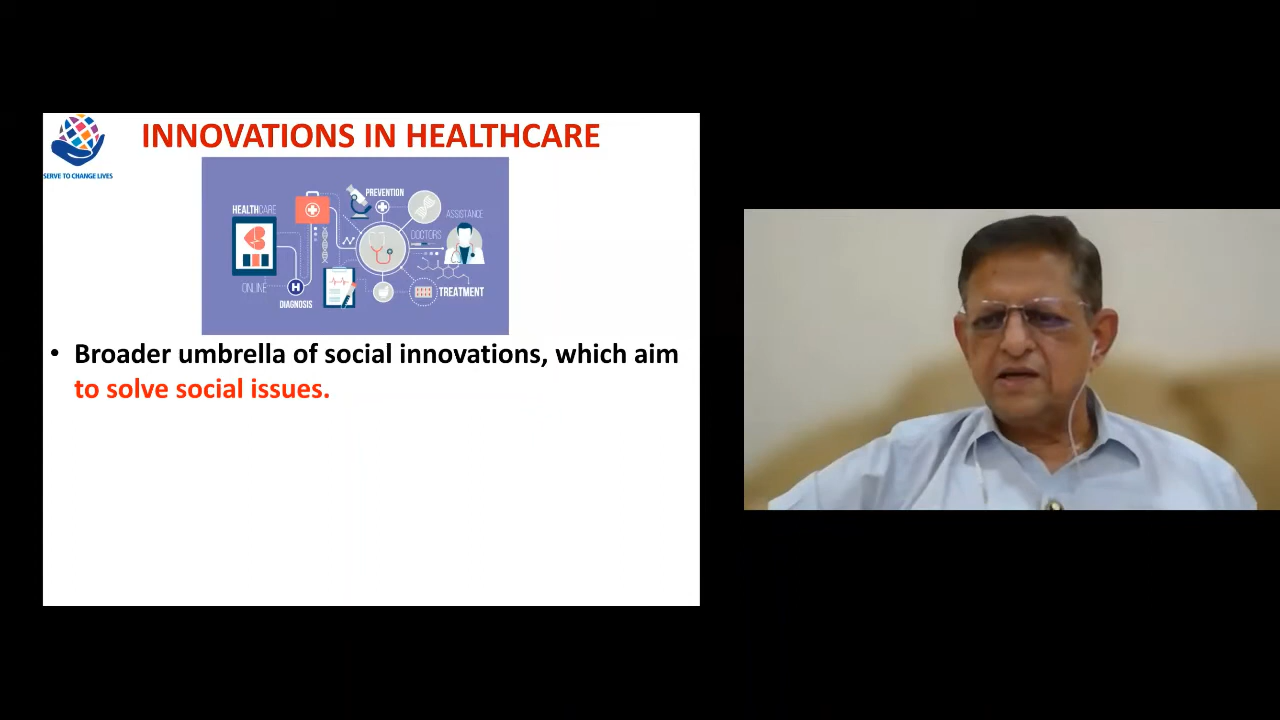 INNOVATIONS IN HEALTHCARE
SERVE TO CHANGE LIVES
PREVENTION
HEALTHCARE
ASSISTANCE
DOCTORS
ONLINE
DIAGNOSIS
H
TREATMENT
• Broader umbrella of social innovations, which aim
to solve social issues.